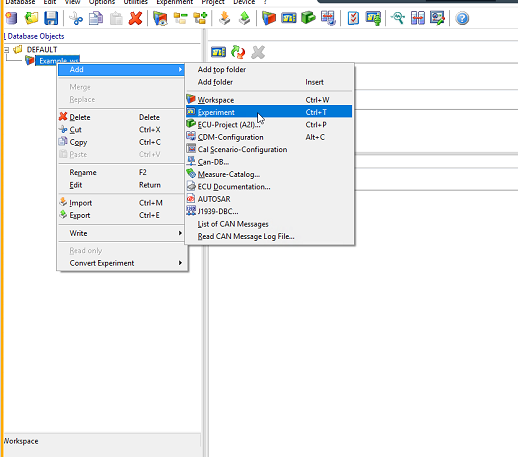 Database Edit View Options Utilities Experiment Project Device ?
1 Database Objects
DEFAULT
Example_ws
Add
Merge
Replace
Delete Delete
Cut Ctrl+X
Copy Ctrl+C
Paste Ctrl+V
Rename F2
Edit Return
Import Ctrl+M
Export Ctrl+E
Write
Read only
Convert Experiment
Add top folder
Add folder Insert
Workspace Ctrl+W
Experiment Ctrl+T
ECU-Project (A2l)... Ctrl+P
CDM-Configuration Alt+C
Cal Scenario-Configuration
Can-DB...
Measure-Catalog...
ECU Documentation...
AUTOSAR
J1939-DBC...
List of CAN Messages
Read CAN Message Log File...
Workspace